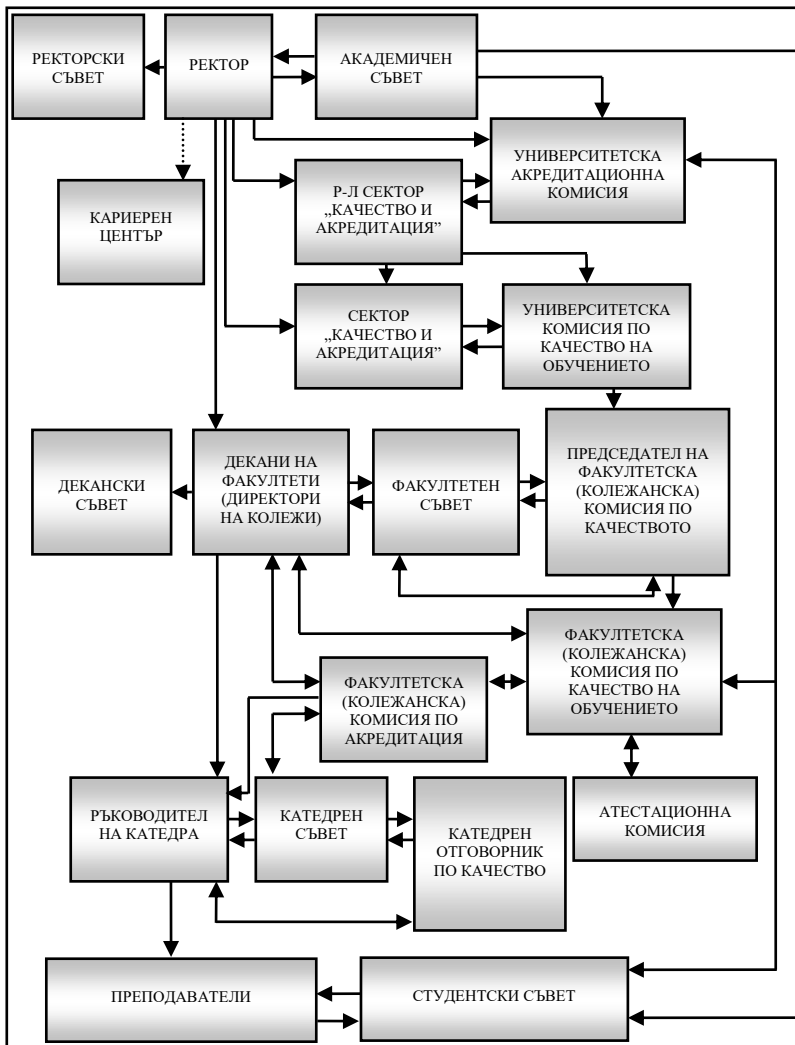 РЕКТОРСКИ
СЪВЕТ
РЕКТОР
АКАДЕМИЧЕН
СЪВЕТ
УНИВЕРСИТЕТСКА
АКРЕДИТАЦИОННА
КОМИСИЯ
Р-Л СЕКТОР
„КАЧЕСТВО И
АКРЕДИТАЦИЯ”
КАРИЕРЕН
ЦЕНТЪР
СЕКТОР
„КАЧЕСТВО И
АКРЕДИТАЦИЯ”
УНИВЕРСИТЕТСКА
КОМИСИЯ ПО
КАЧЕСТВО НА
ОБУЧЕНИЕТО
ДЕКАНСКИ
СЪВЕТ
ДЕКАНИ НА
ФАКУЛТЕТИ
(ДИРЕКТОРИ
НА КОЛЕЖИ)
ФАКУЛТЕТЕН
СЪВЕТ
ПРЕДСЕДАТЕЛ НА
ФАКУЛТЕТСКА
(КОЛЕЖАНСКА)
КОМИСИЯ ПО
КАЧЕСТВОТО
ФАКУЛТЕТСКА
(КОЛЕЖАНСКА)
КОМИСИЯ ПО
КАЧЕСТВО НА
ОБУЧЕНИЕТО
ФАКУЛТЕТСКА
(КОЛЕЖАНСКА)
КОМИСИЯ ПО
АКРЕДИТАЦИЯ
РЪКОВОДИТЕЛ
НА КАТЕДРА
КАТЕДРЕН
СЪВЕТ
КАТЕДРЕН
ОТГОВОРНИК
ПО КАЧЕСТВО
АТЕСТАЦИОННА
КОМИСИЯ
ПРЕПОДАВАТЕЛИ
СТУДЕНТСКИ СЪВЕТ